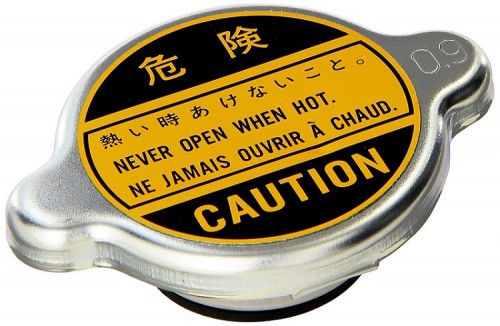 危険
0.9
熱い時あけないこと。
NEVER OPEN WHEN HOT.
NE JAMAIS OUVRIR À CHAUD.
CAUTION